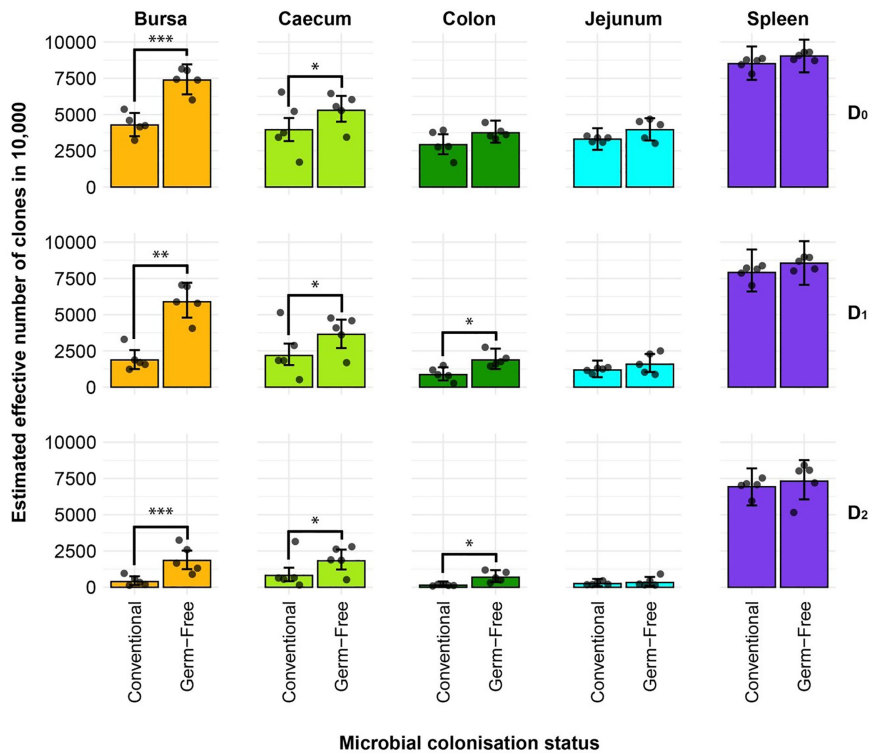 Bursa Caecum Colon Jejunum Spleen
Estimated effective number of clones in 10,000
10000
7500
5000
2500
0
*** *
D0
10000
7500
5000
2500
0
** * *
D1
10000
7500
5000
2500
0
*** * *
D2
Conventional Germ-Free Conventional Germ-Free Conventional Germ-Free Conventional Germ-Free Conventional Germ-Free
Microbial colonisation status